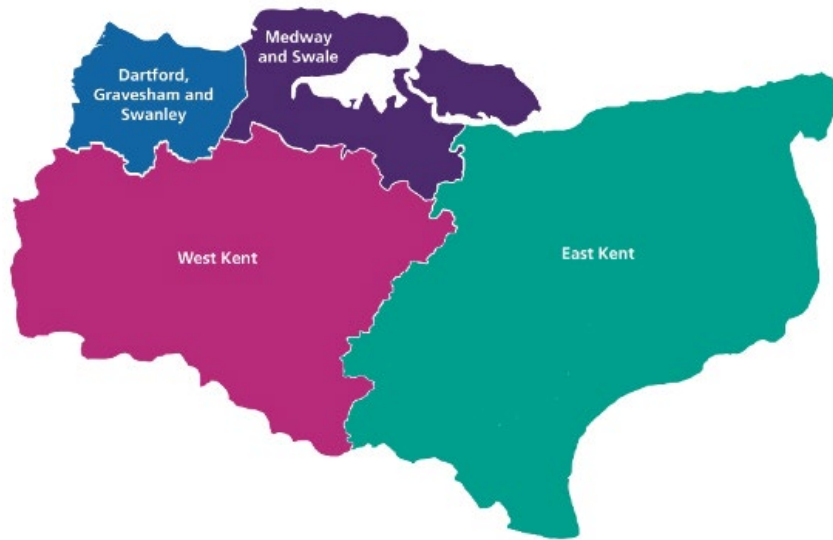 Medway
and Swale
Dartford,
Gravesham and
Swanley
West Kent
East Kent